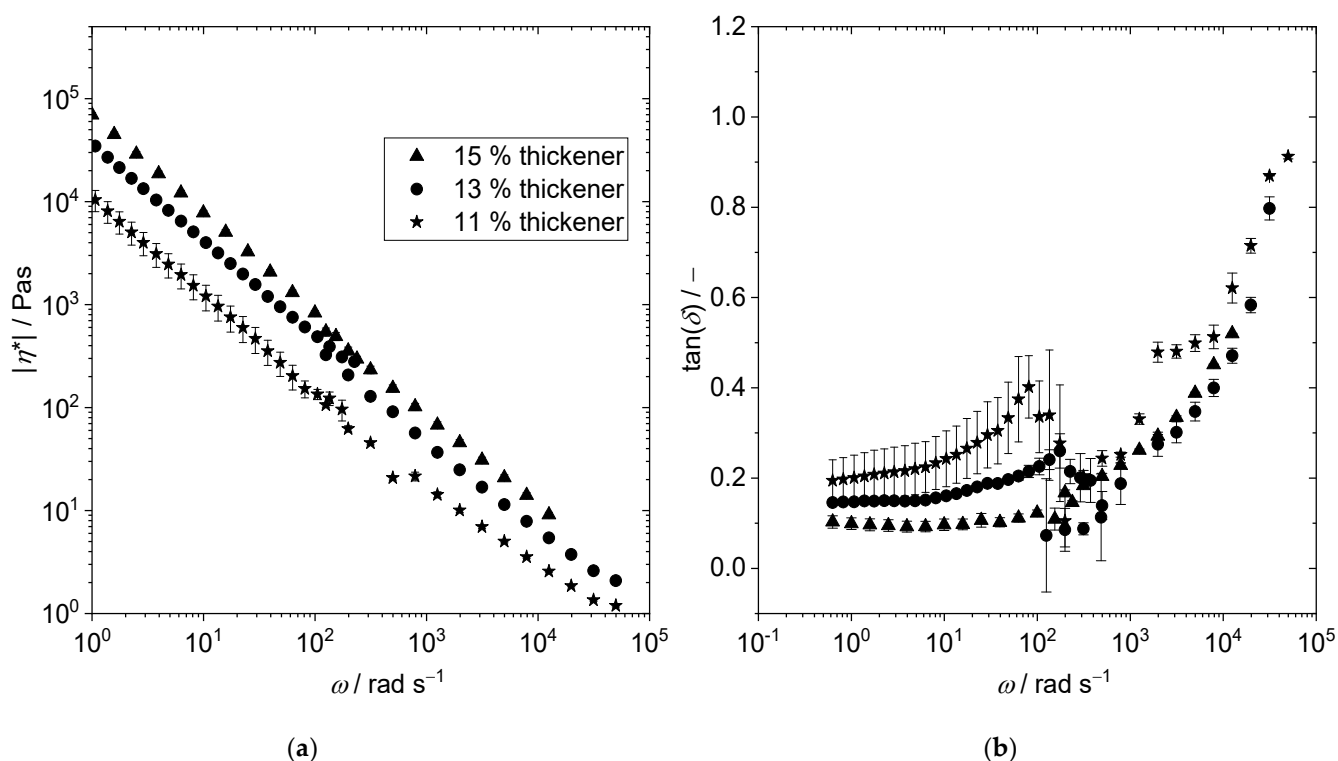 10^5
10^4
10^3
10^2
10^1
10^0
|η*| / Pas
15 % thickener
13 % thickener
11 % thickener
10^0 10^1 10^2 10^3 10^4 10^5
ω / rad s^−1
(a)
1.2
1.0
0.8
0.6
0.4
0.2
0.0
tan(δ) / −
10^-1 10^0 10^1 10^2 10^3 10^4 10^5
ω / rad s^−1
(b)